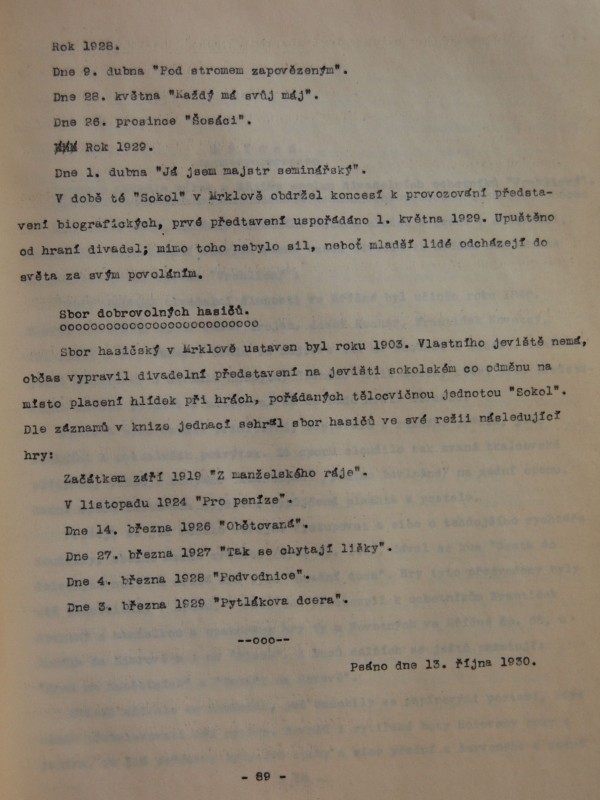 Rok 1928.
Dne 9. dubna "Pod stromem zapovězeným".
Dne 28. května "Každý má svůj máj".
Dne 26. prosince "Šosáci".
Rok 1929.
Dne 1. dubna "Já jsem majstr seminářský".
V době té "Sokol" v Mrklově obdržel koncesí k provozování předsta-
vení biografických, prvé předtavení uspořádáno 1. května 1929. Upuštěno
od hraní divadel; mimo toho nebylo sil, neboť mladší lidé odcházejí do
světa za svým povoláním.
Sbor dobrovolných hasičů.
ooooooooooooooooooooooooooo
Sbor hasičský v Mrklově ustaven byl roku 1903. Vlastního jeviště nemá,
občas vypravil divadelní představení na jevišti sokolském co odměnu na
místo placení hlídek při hrách, pořádaných tělocvičnou jednotou "Sokol".
Dle záznamů v knize jednací sehrál sbor hasičů ve své režii následující
hry:
Začátkem září 1919 "Z manželského ráje".
V listopadu 1924 "Pro peníze".
Dne 14. března 1926 "Obětovaná".
Dne 27. března 1927 "Tak se chytají lišky".
Dne 4. března 1928 "Podvodnice".
Dne 3. března 1929 "Pytlákova dcera".
--ooo--
Psáno dne 13. října 1930.
- 89 -